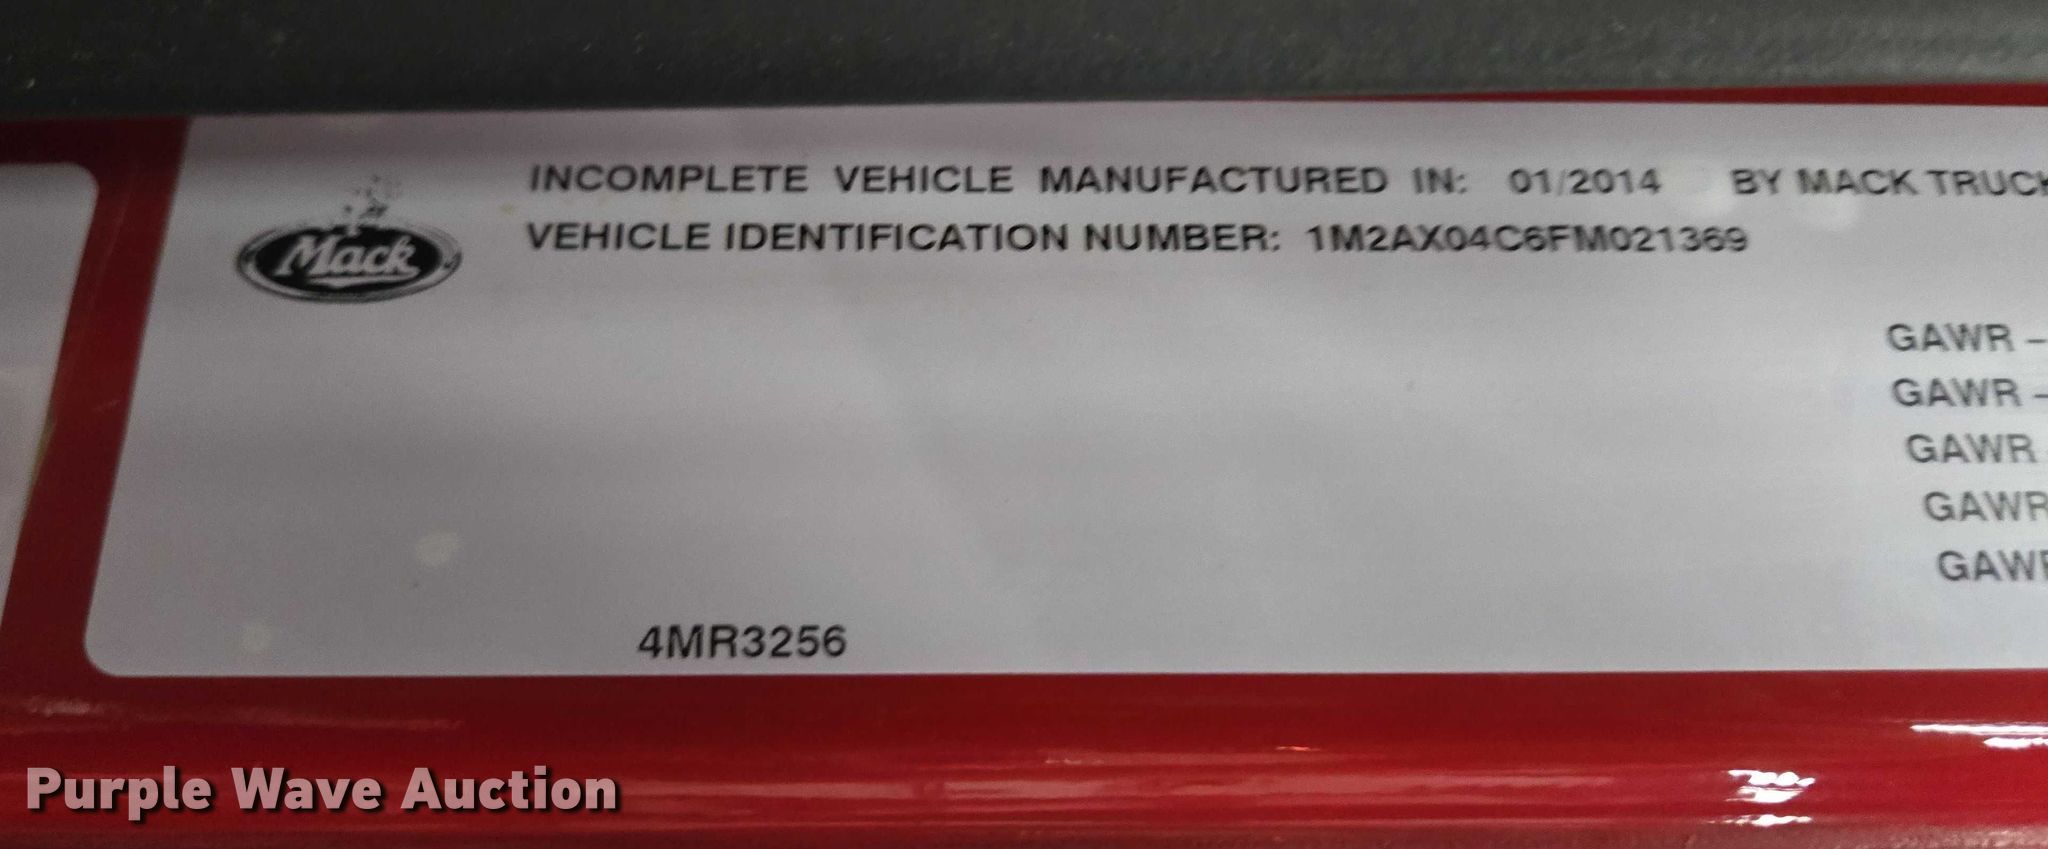 INCOMPLETE VEHICLE MANUFACTURED IN: 01/2014 BY MACK TRUCK
Mack
VEHICLE IDENTIFICATION NUMBER: 1M2AX04C6FM021369
GAWR –
GAWR –
GAWR
GAWR
GAWR
4MR3256
Purple Wave Auction